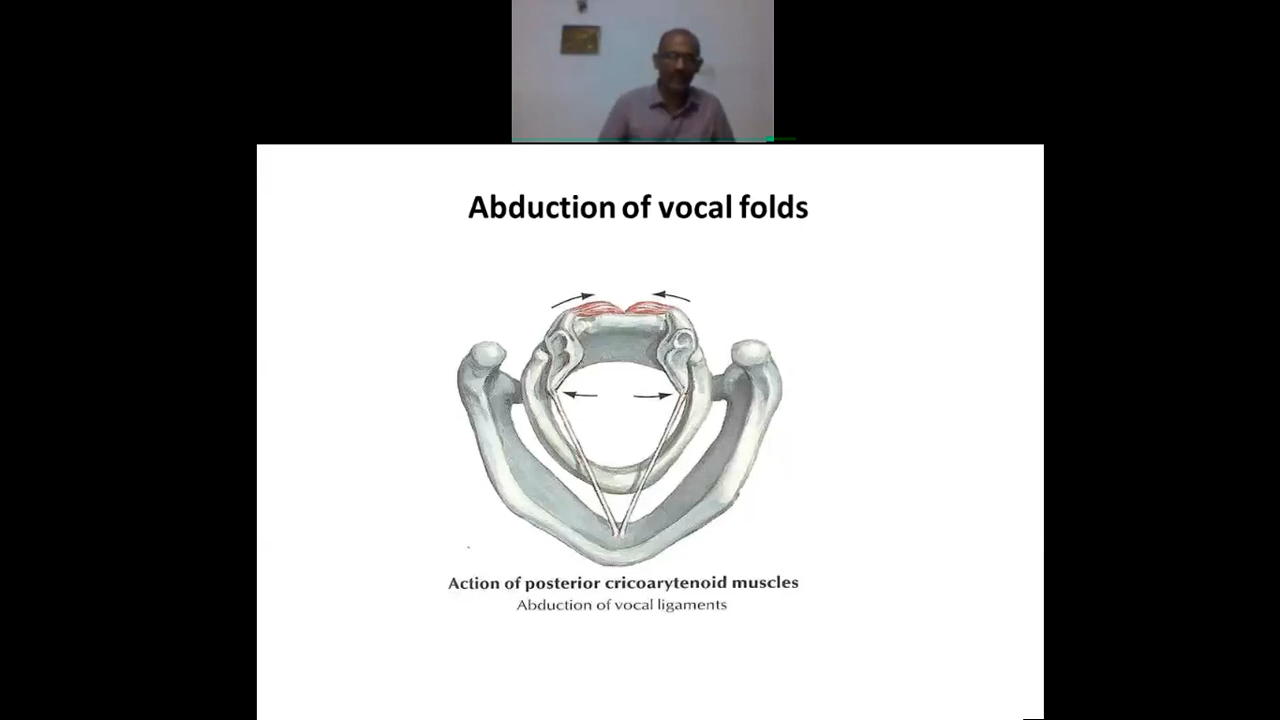 Abduction of vocal folds
Action of posterior cricoarytenoid muscles
Abduction of vocal ligaments